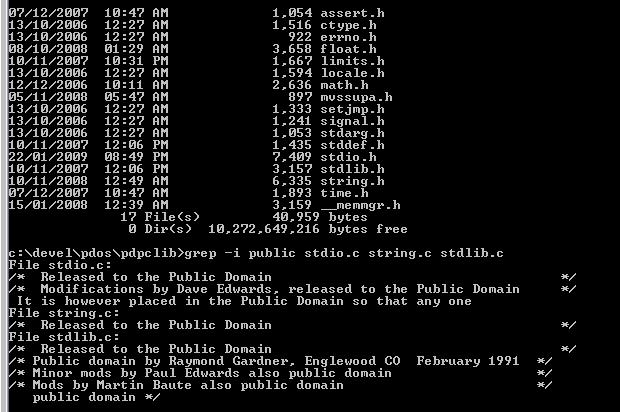 07/12/2007  10:47 AM             1,054 assert.h
13/10/2006  12:27 AM             1,516 ctype.h
13/10/2006  12:27 AM               922 errno.h
08/10/2008  01:29 AM             3,658 float.h
10/11/2007  10:31 PM             1,667 limits.h
13/10/2006  12:27 AM             1,594 locale.h
12/12/2006  10:11 AM             2,636 math.h
05/11/2008  05:47 AM               897 mvssupa.h
13/10/2006  12:27 AM             1,333 setjmp.h
13/10/2006  12:27 AM             1,241 signal.h
13/10/2006  12:27 AM             1,053 stdarg.h
10/11/2007  12:06 PM             1,435 stddef.h
22/01/2009  08:49 PM             7,409 stdio.h
10/11/2007  12:06 PM             3,157 stdlib.h
10/11/2008  12:49 AM             6,335 string.h
07/12/2007  10:47 AM             1,893 time.h
15/01/2008  12:39 AM             3,159 __memmgr.h
17 File(s)         40,959 bytes
0 Dir(s)  10,272,649,216 bytes free
c:\devel\pdos\pdpclib>grep -i public stdio.c string.c stdlib.c
File stdio.c:
/*  Released to the Public Domain                                    */
/*  Modifications by Dave Edwards, released to the Public Domain     */
It is however placed in the Public Domain so that any one
File string.c:
/*  Released to the Public Domain                                    */
File stdlib.c:
/*  Released to the Public Domain                                    */
/* Public domain by Raymond Gardner, Englewood CO  February 1991  */
/* Minor mods by Paul Edwards also public domain                  */
/* Mods by Martin Baute also public domain                        */
public domain */